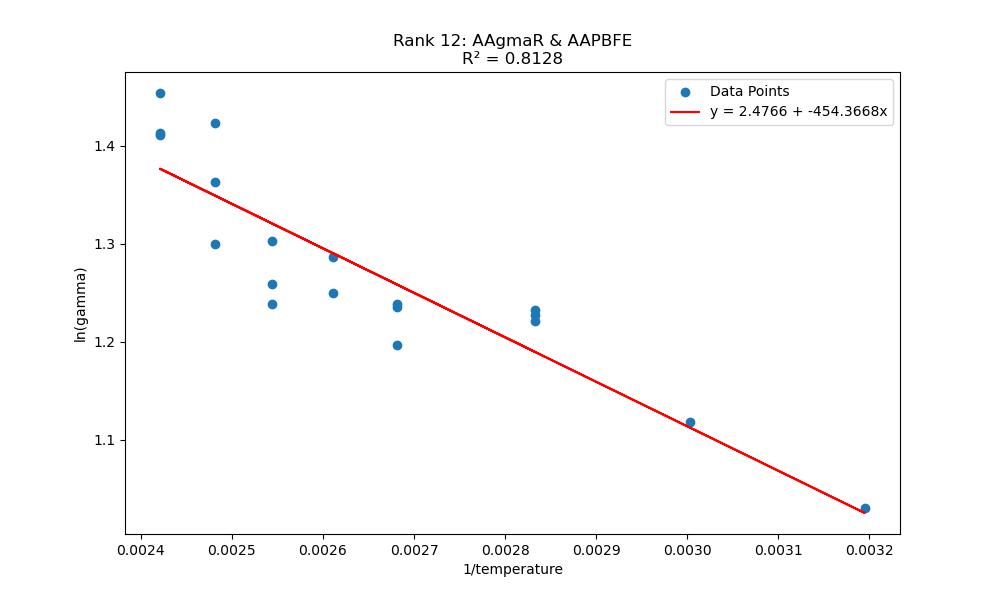 Rank 12: AAgmaR & AAPBFE
R² = 0.8128
Data Points
y = 2.4766 + -454.3668x
ln(gamma)
1.4
1.3
1.2
1.1
0.0024 0.0025 0.0026 0.0027 0.0028 0.0029 0.0030 0.0031 0.0032
1/temperature